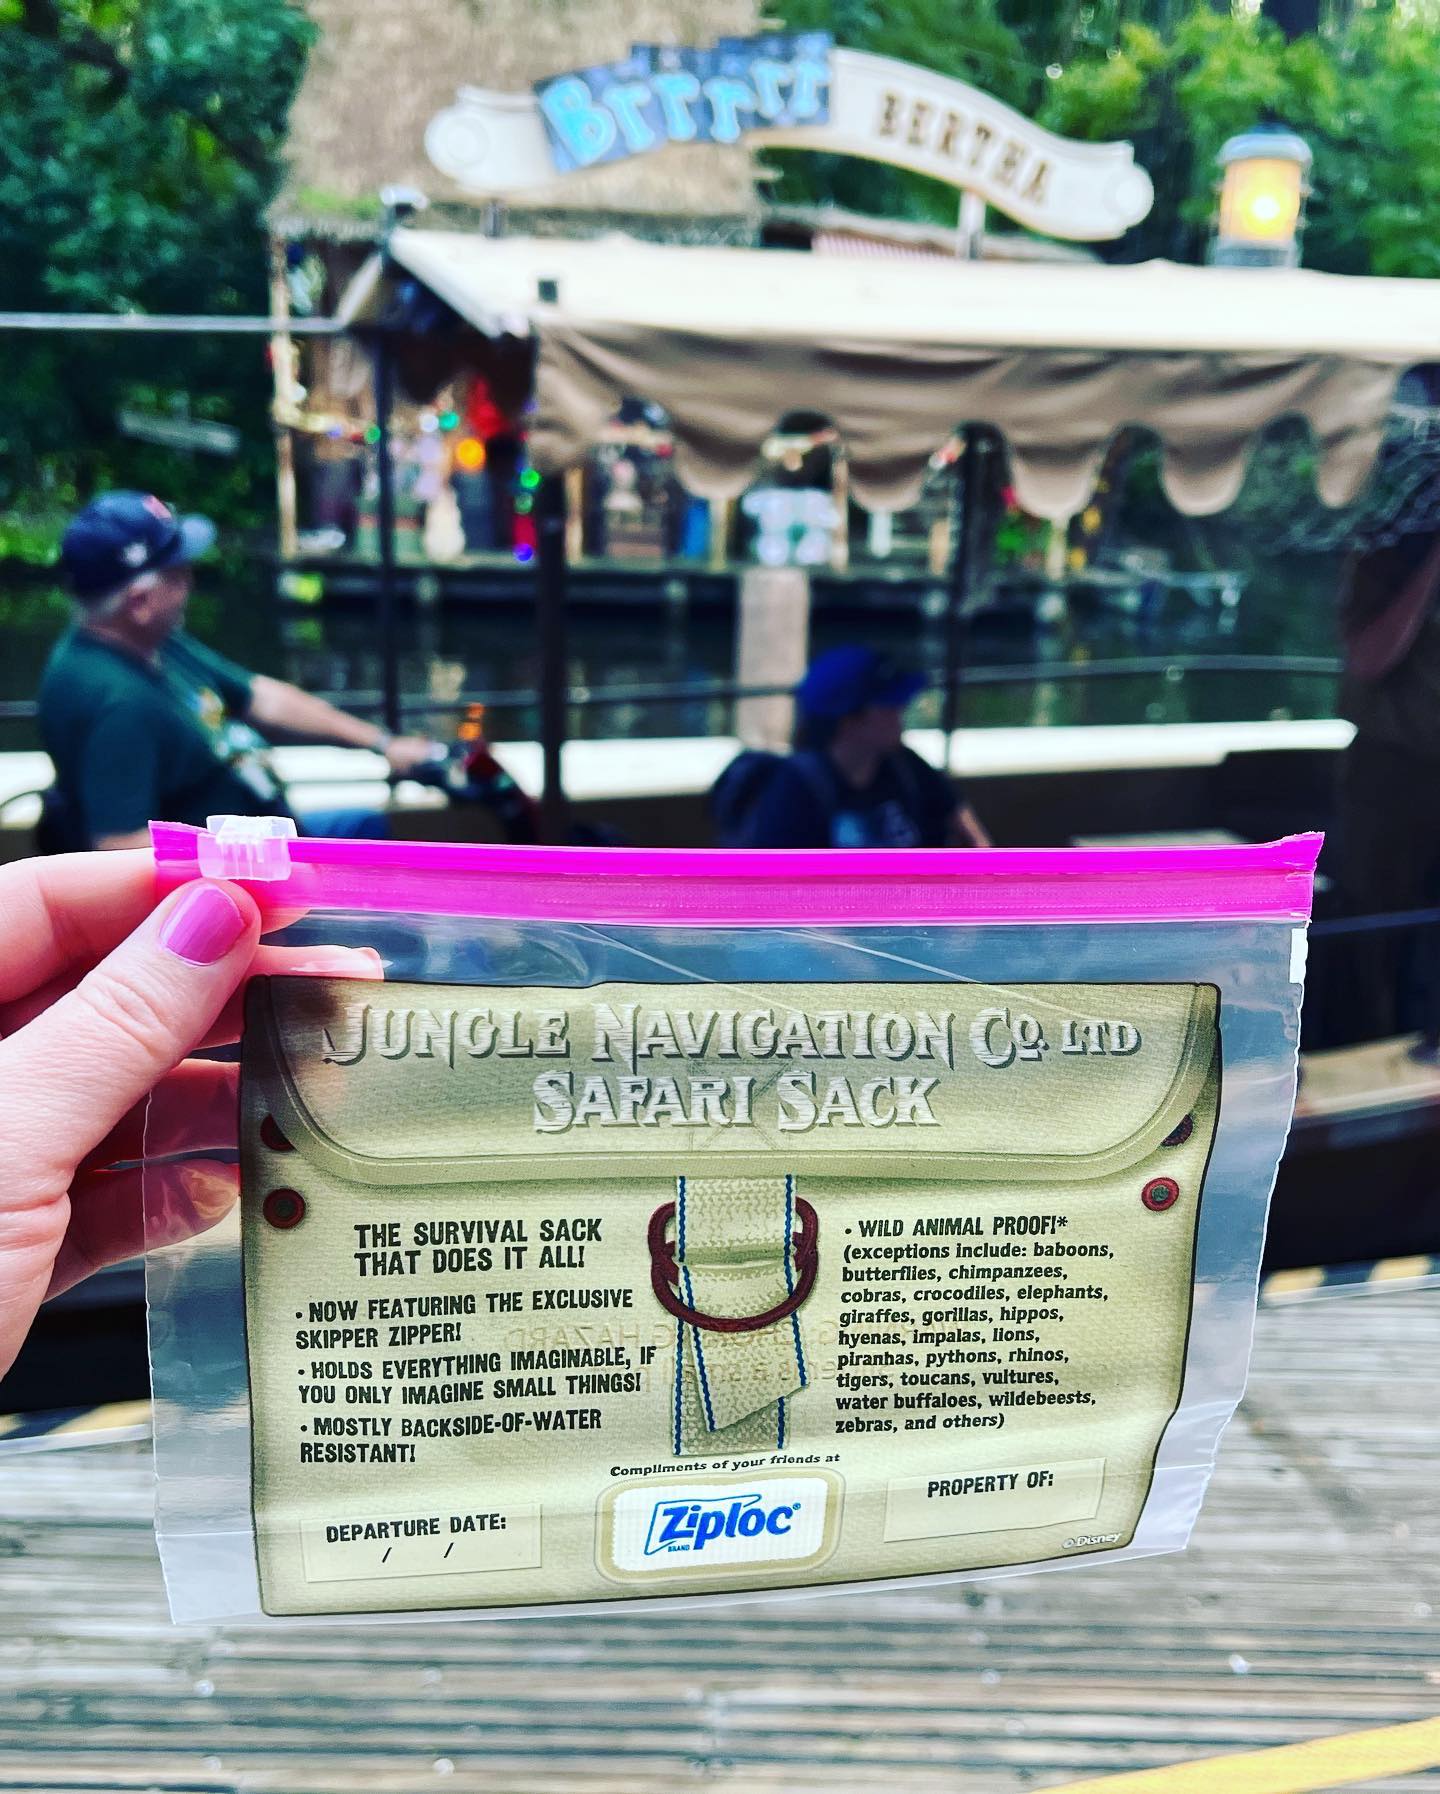 Brrrrr BERTHA
JUNGLE NAVIGATION CO. LTD
SAFARI SACK
THE SURVIVAL SACK
THAT DOES IT ALL!
• NOW FEATURING THE EXCLUSIVE
SKIPPER ZIPPER!
• HOLDS EVERYTHING IMAGINABLE, IF
YOU ONLY IMAGINE SMALL THINGS!
• MOSTLY BACKSIDE-OF-WATER
RESISTANT!
• WILD ANIMAL PROOF!*
(exceptions include: baboons,
butterflies, chimpanzees,
cobras, crocodiles, elephants,
giraffes, gorillas, hippos,
hyenas, impalas, lions,
piranhas, pythons, rhinos,
tigers, toucans, vultures,
water buffaloes, wildebeests,
zebras, and others)
Compliments of your friends at
Ziploc®
BRAND
DEPARTURE DATE:
/ /
PROPERTY OF:
© Disney